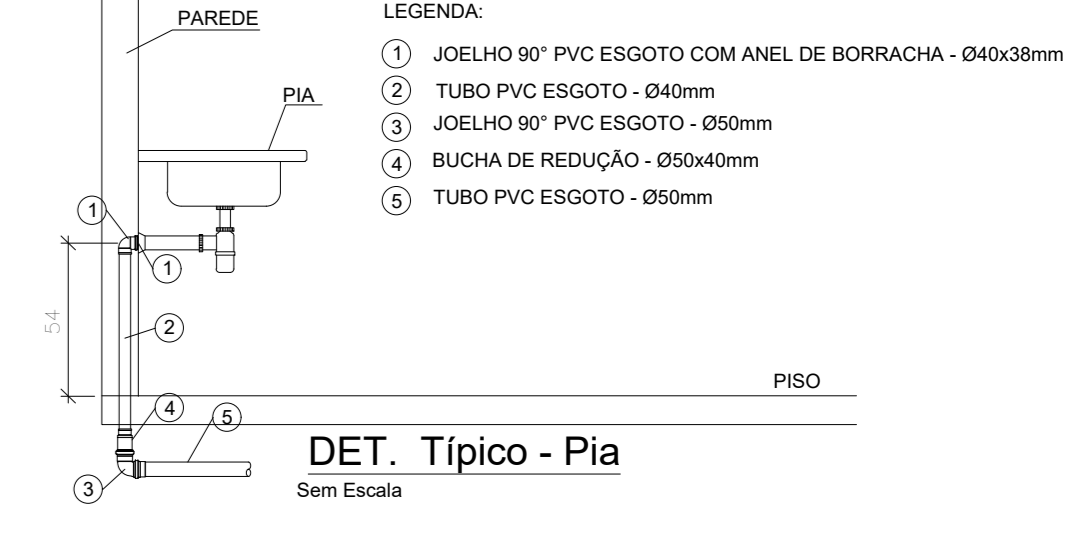 PAREDE
LEGENDA:
1 JOELHO 90° PVC ESGOTO COM ANEL DE BORRACHA - Ø40x38mm
2 TUBO PVC ESGOTO - Ø40mm
3 JOELHO 90° PVC ESGOTO - Ø50mm
4 BUCHA DE REDUÇÃO - Ø50x40mm
5 TUBO PVC ESGOTO - Ø50mm
PIA
1
1
54
2
PISO
4
5
3
DET. Típico - Pia
Sem Escala